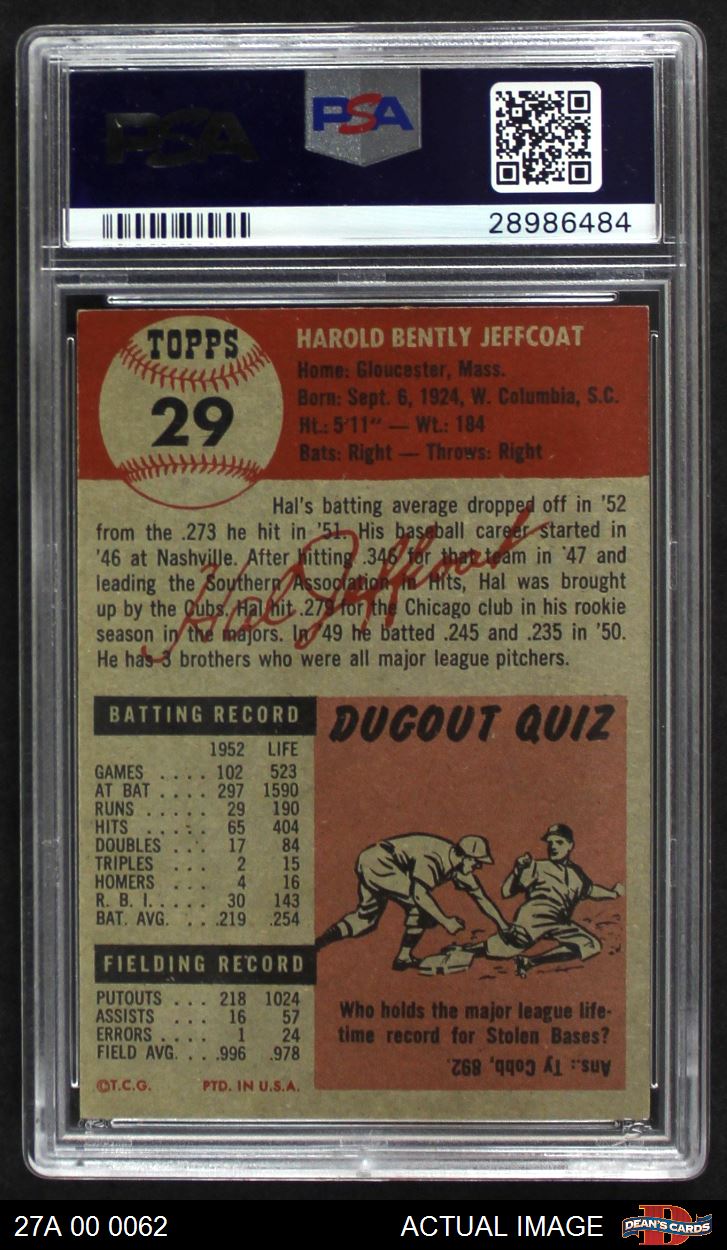 PSA
PSA
28986484
TOPPS
29
HAROLD BENTLY JEFFCOAT
Home: Gloucester, Mass.
Born: Sept. 6, 1924, W. Columbia, S.C.
Ht.: 5'11" — Wt.: 184
Bats: Right — Throws: Right
Hal's batting average dropped off in '52
from the .273 he hit in '51. His baseball career started in
'46 at Nashville. After hitting .346 for that team in '47 and
leading the Southern Association in Hits, Hal was brought
up by the Cubs. Hal hit .279 for the Chicago club in his rookie
season in the majors. In '49 he batted .245 and .235 in '50.
He has 3 brothers who were all major league pitchers.
Hal Jeffcoat
BATTING RECORD
1952 LIFE
GAMES .... 102 523
AT BAT .... 297 1590
RUNS ..... 29 190
HITS ..... 65 404
DOUBLES ... 17 84
TRIPLES ... 2 15
HOMERS ... 4 16
R. B. I. .... 30 143
BAT. AVG. .. .219 .254
FIELDING RECORD
PUTOUTS ... 218 1024
ASSISTS ... 16 57
ERRORS .... 1 24
FIELD AVG. .. .996 .978
©T.C.G. PTD. IN U.S.A.
DUGOUT QUIZ
Who holds the major league life-
time record for Stolen Bases?
Ans.: Ty Cobb, 892.
27A 00 0062 ACTUAL IMAGE
DEAN'S CARDS